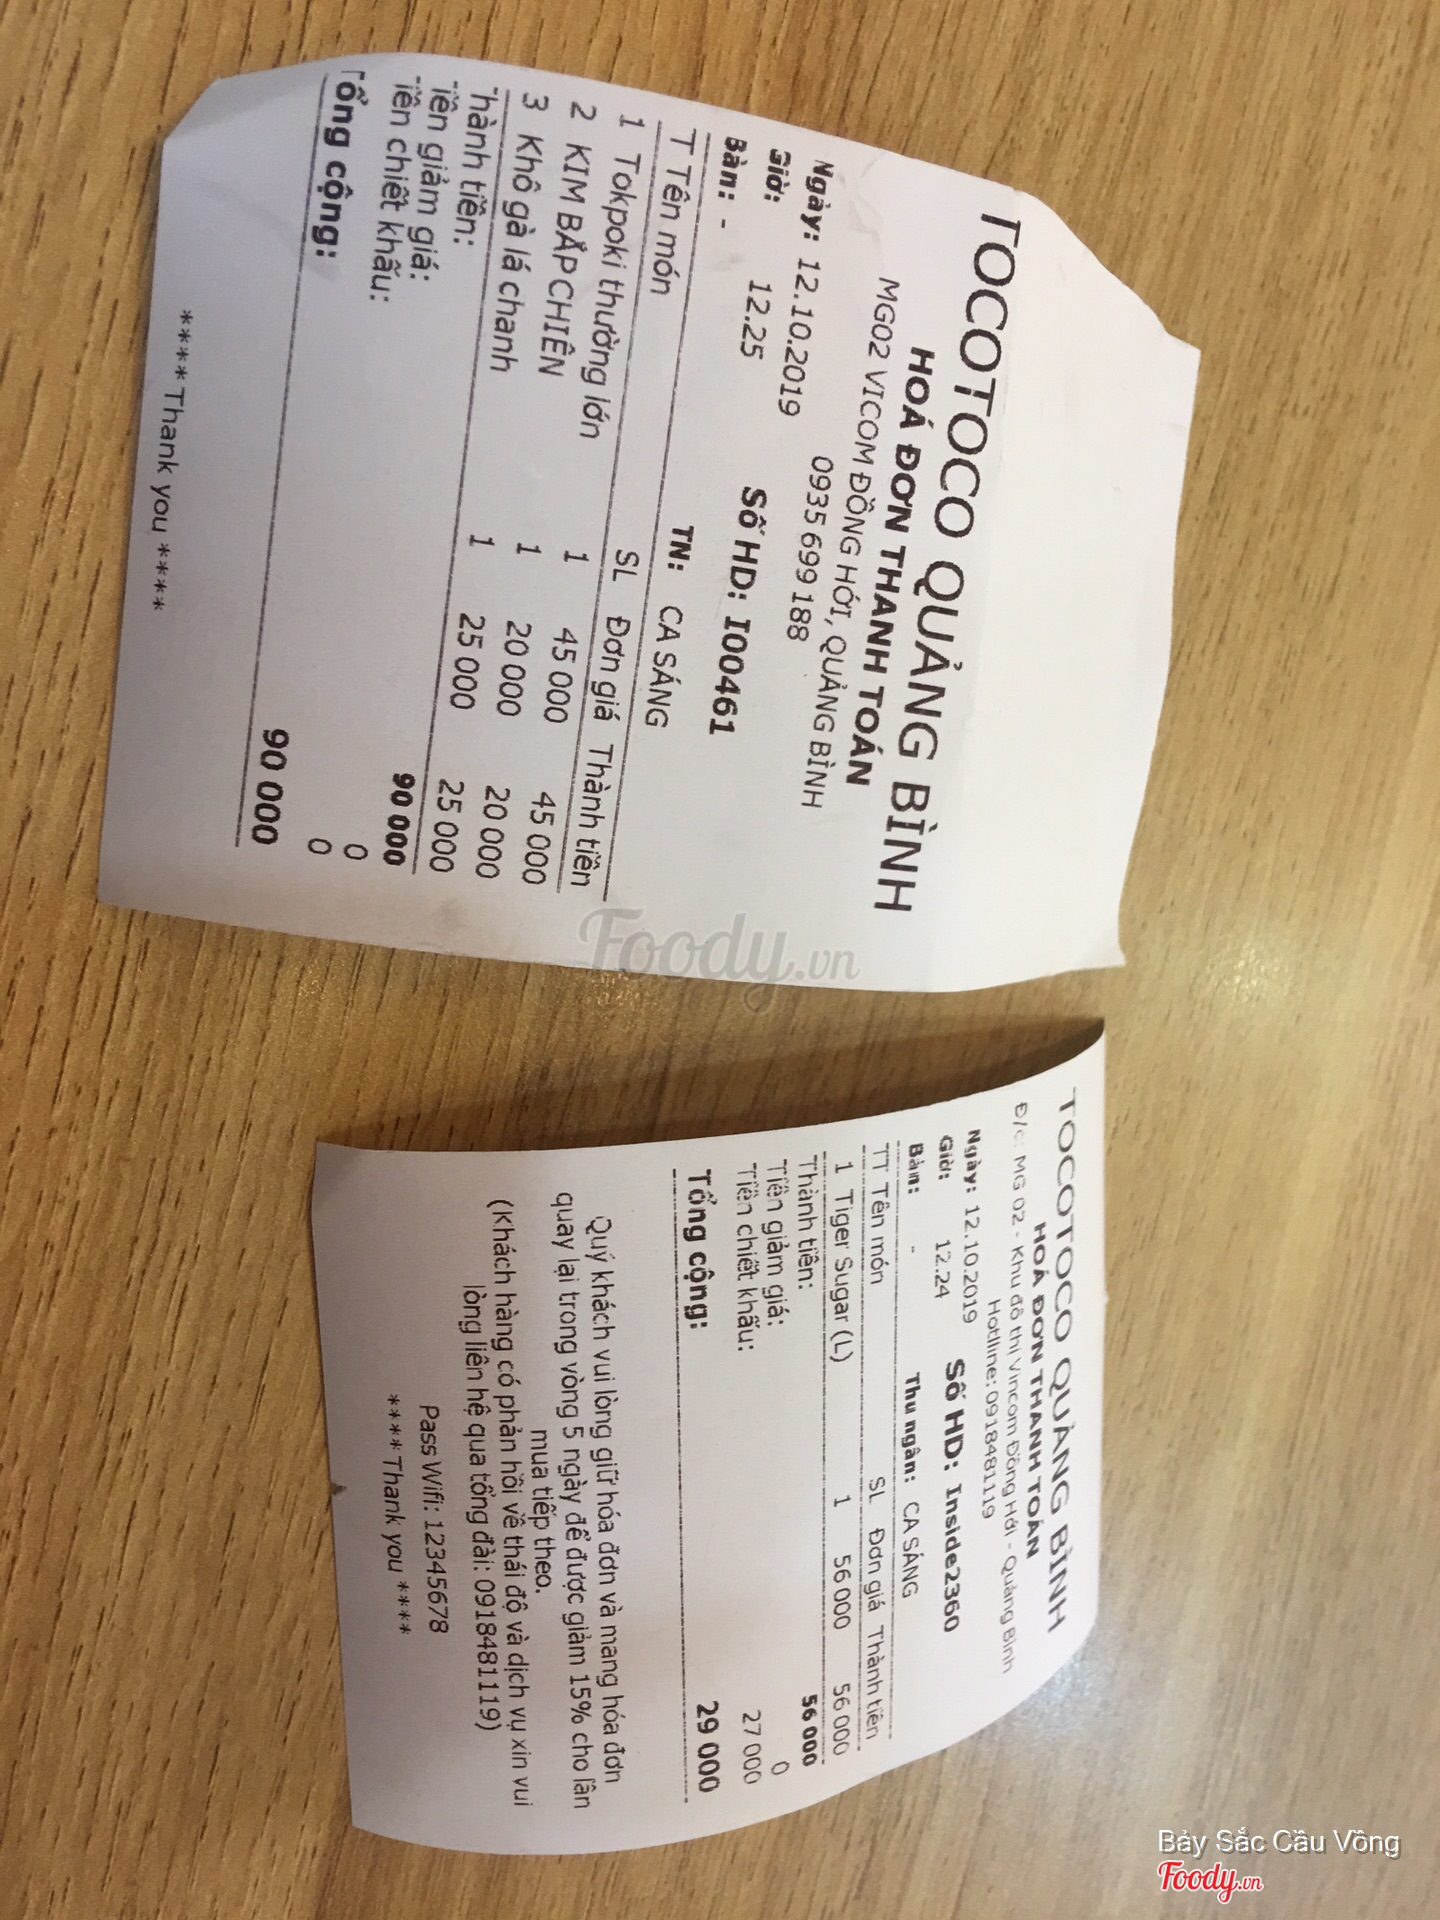 TOCOTOCO QUẢNG BÌNH
HOÁ ĐƠN THANH TOÁN
MG02 VICOM ĐỒNG HỚI, QUẢNG BÌNH
0935 699 188
Ngày: 12.10.2019
Giờ: 12.25 Số HD: I00461
Bàn: - TN: CA SÁNG
T Tên món SL Đơn giá Thành tiền
1 Tokpoki thường lớn 1 45 000 45 000
2 KIM BẮP CHIÊN 1 20 000 20 000
3 Khô gà lá chanh 1 25 000 25 000
Thành tiền: 90 000
Tiền giảm giá: 0
Tiền chiết khấu: 0
Tổng cộng: 90 000
****Thank you ****
TOCOTOCO QUẢNG BÌNH
HOÁ ĐƠN THANH TOÁN
Đ/c: MG 02 - Khu đô thị Vincom Đồng Hới - Quảng Bình
Hotline: 0918481119
Ngày: 12.10.2019
Giờ: 12.24 Số HD: Inside2360
Bàn: - Thu ngân: CA SÁNG
TT Tên món SL Đơn giá Thành tiền
1 Tiger Sugar (L) 1 56 000 56 000
Thành tiền: 56 000
Tiền giảm giá: 0
Tiền chiết khấu: 27 000
Tổng cộng: 29 000
Quý khách vui lòng giữ hóa đơn và mang hóa đơn
quay lại trong vòng 5 ngày để được giảm 15% cho lần
mua tiếp theo.
(Khách hàng có phản hồi về thái độ và dịch vụ xin vui
lòng liên hệ qua tổng đài: 0918481119)
Pass Wifi: 12345678
****Thank you ****
Foody.vn
Bảy Sắc Cầu Vồng
Foody.vn